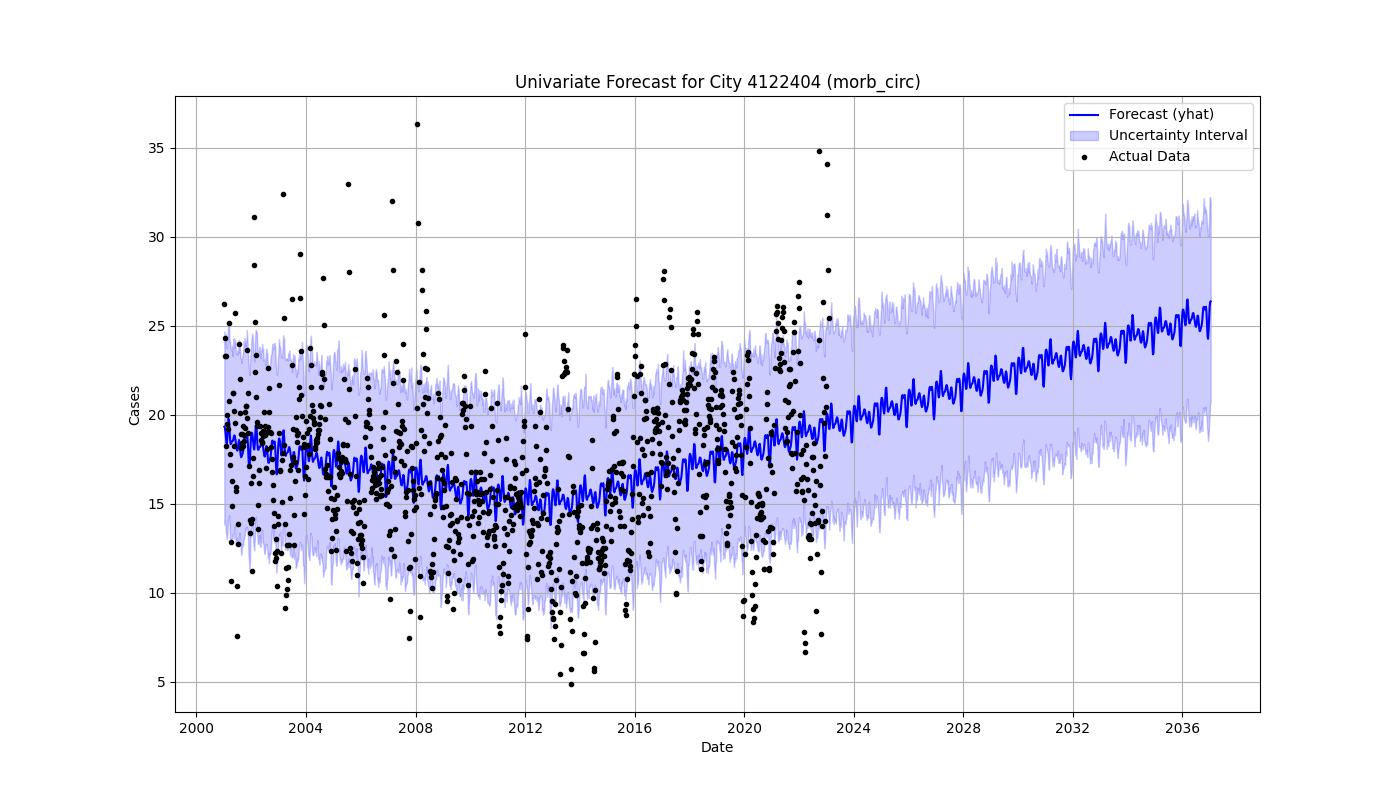 Univariate Forecast for City 4122404 (morb_circ)
Forecast (yhat)
Uncertainty Interval
Actual Data
35
30
25
20
15
10
5
Cases
2000 2004 2008 2012 2016 2020 2024 2028 2032 2036
Date